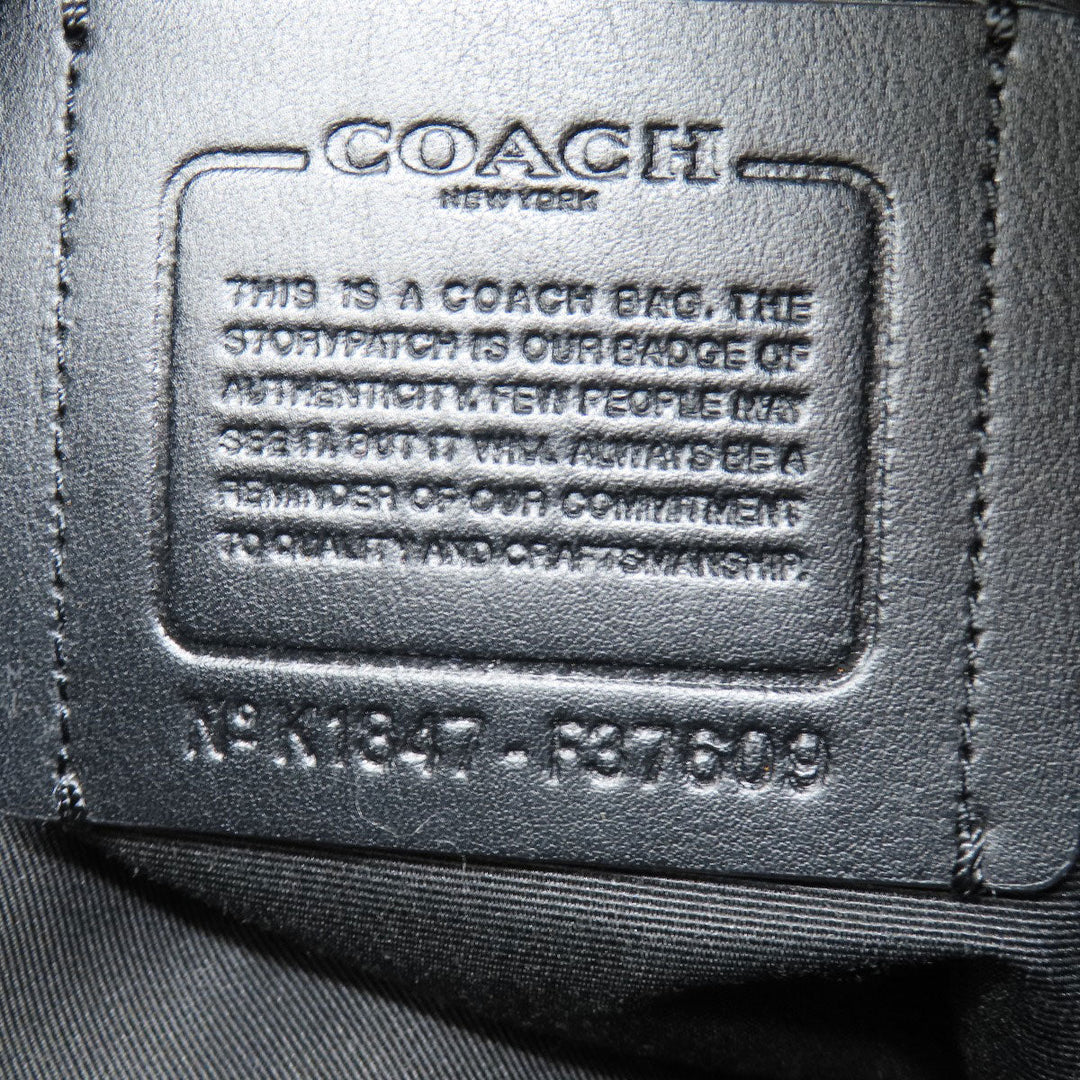 COACH
NEW YORK
THIS IS A COACH BAG. THE
STORYPATCH IS OUR BADGE OF
AUTHENTICITY. FEW PEOPLE MAY
SEE IT. BUT IT WILL ALWAYS BE A
REMINDER OF OUR COMMITMENT
TO QUALITY AND CRAFTSMANSHIP.
Nº K1347 - F37609